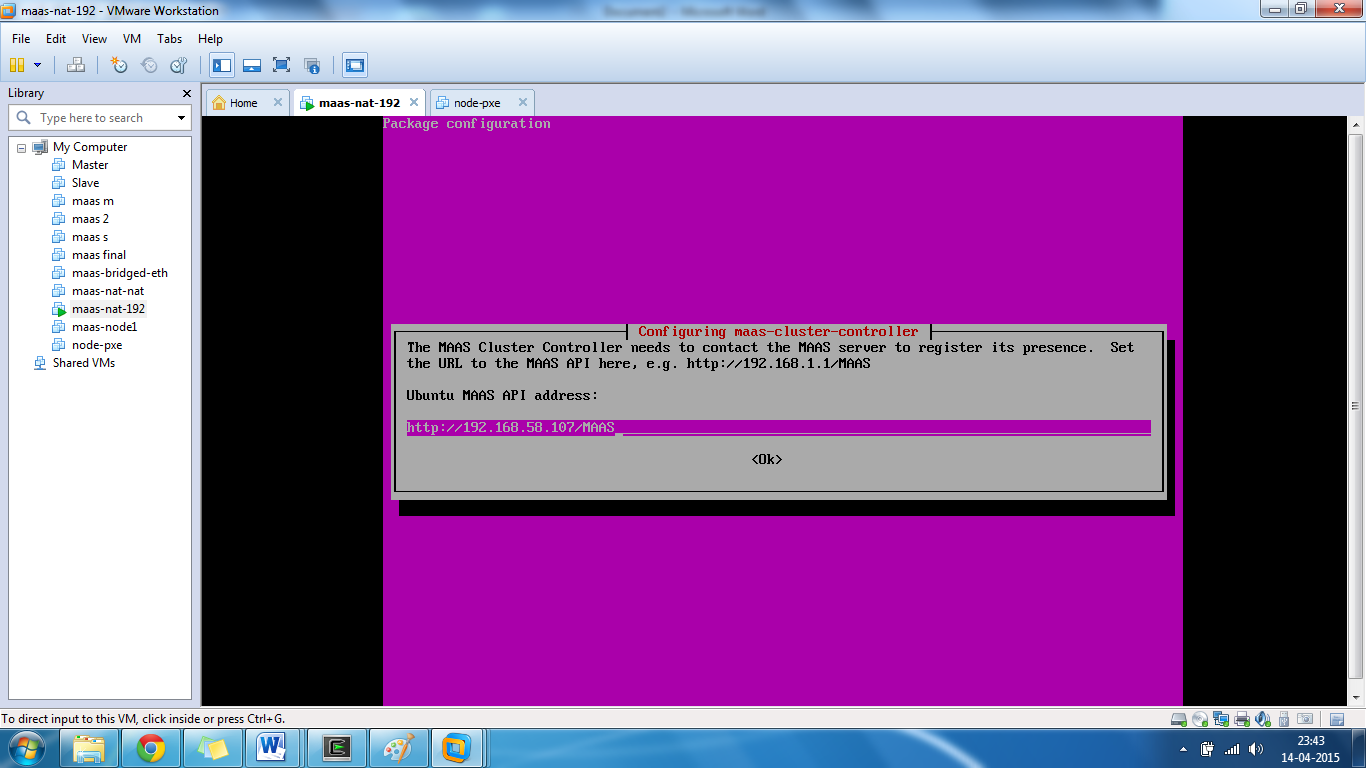 maas-nat-192 - VMware Workstation
Document2 - Microsoft Word
File Edit View VM Tabs Help
Library
Type here to search
My Computer
Master
Slave
maas m
maas 2
maas s
maas final
maas-bridged-eth
maas-nat-nat
maas-nat-192
maas-node1
node-pxe
Shared VMs
Home maas-nat-192 node-pxe
Package configuration
Configuring maas-cluster-controller
The MAAS Cluster Controller needs to contact the MAAS server to register its presence.  Set
the URL to the MAAS API here, e.g. http://192.168.1.1/MAAS
Ubuntu MAAS API address:
http://192.168.58.107/MAAS
<Ok>
To direct input to this VM, click inside or press Ctrl+G.
23:43
14-04-2015